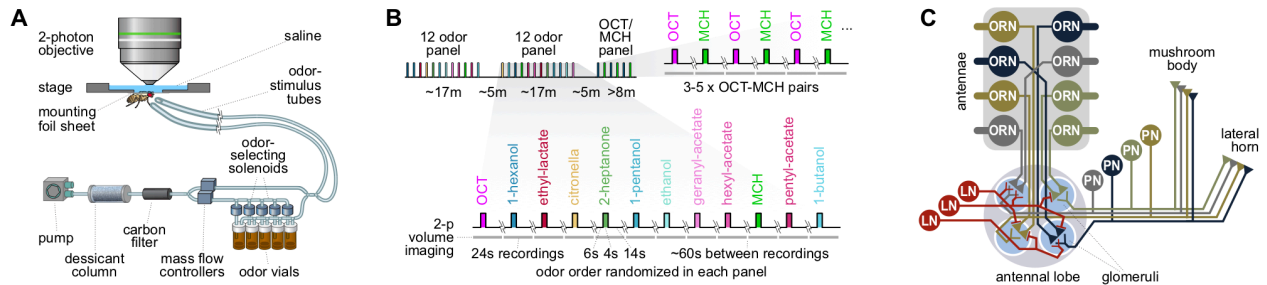 A
2-photon
objective
saline
odor-
stimulus
tubes
stage
mounting
foil sheet
odor-
selecting
solenoids
pump
dessicant
column
carbon
filter
mass flow
controllers
odor vials
B
12 odor
panel
12 odor
panel
OCT/
MCH
panel
OCT
MCH
OCT
MCH
OCT
MCH
...
~17m
~5m
~17m
~5m
>8m
3-5 x OCT-MCH pairs
OCT
1-hexanol
ethyl-lactate
citronella
2-heptanone
1-pentanol
ethanol
geranyl-acetate
hexyl-acetate
MCH
pentyl-acetate
1-butanol
2-p
volume
imaging
24s recordings
6s
4s
14s
~60s between recordings
odor order randomized in each panel
C
antennae
ORN
ORN
ORN
ORN
ORN
ORN
ORN
ORN
mushroom
body
lateral
horn
PN
PN
PN
PN
LN
LN
LN
antennal lobe
glomeruli